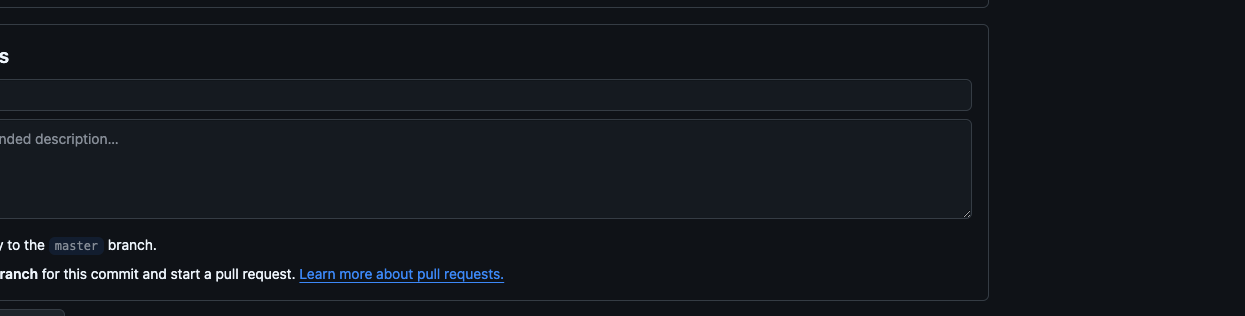 s
nded description...
y to the master branch.
ranch for this commit and start a pull request. Learn more about pull requests.